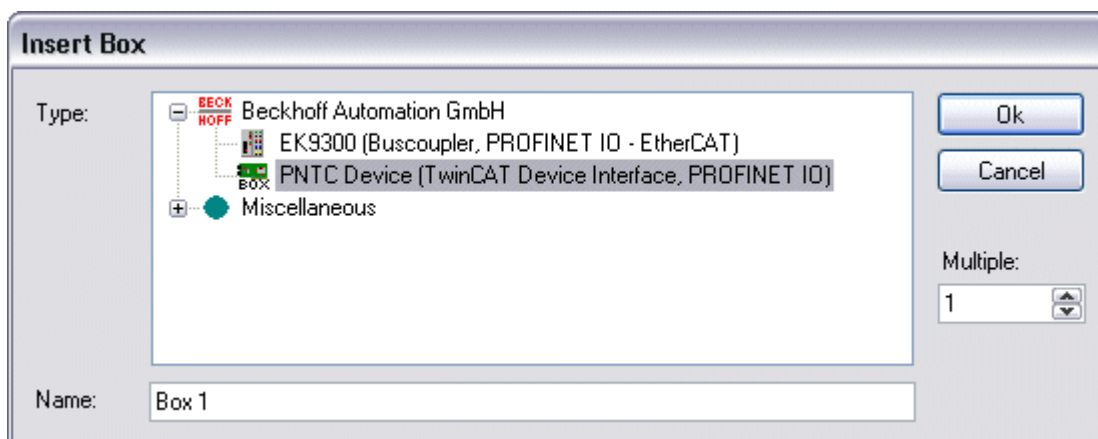 Insert Box
Type:
BECK
HOFF
Beckhoff Automation GmbH
EK9300 (Buscoupler, PROFINET IO - EtherCAT)
BOX
PNTC Device (TwinCAT Device Interface, PROFINET IO)
Miscellaneous
Ok
Cancel
Multiple:
1
Name:
Box 1